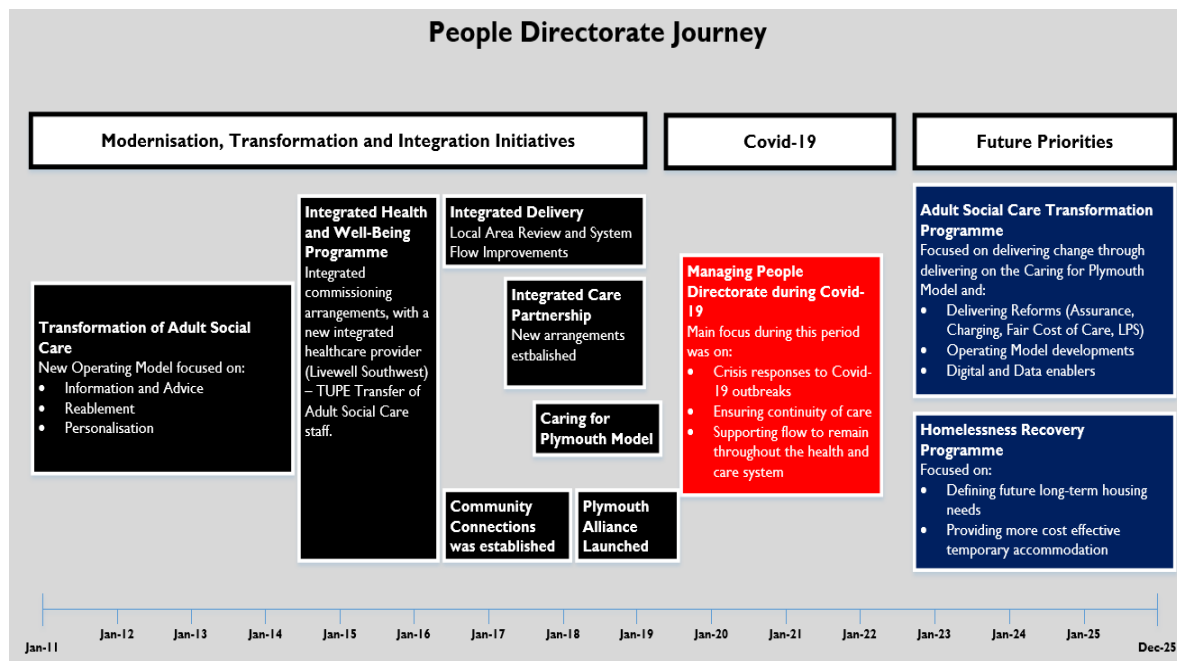 People Directorate Journey
Modernisation, Transformation and Integration Initiatives
Covid-19
Future Priorities
Transformation of Adult Social
Care
New Operating Model focused on:
• Information and Advice
• Reablement
• Personalisation
Integrated Health
and Well-Being
Programme
Integrated
commissioning
arrangements, with a
new integrated
healthcare provider
(Livewell Southwest)
– TUPE Transfer of
Adult Social Care
staff.
Integrated Delivery
Local Area Review and System
Flow Improvements
Integrated Care
Partnership
New arrangements
estbalished
Caring for
Plymouth Model
Community
Connections
was established
Plymouth
Alliance
Launched
Managing People
Directorate during Covid-
19
Main focus during this period
was on:
• Crisis responses to Covid-
19 outbreaks
• Ensuring continuity of care
• Supporting flow to remain
throughout the health and
care system
Adult Social Care Transformation
Programme
Focused on delivering change through
delivering on the Caring for Plymouth
Model and:
• Delivering Reforms (Assurance,
Charging, Fair Cost of Care, LPS)
• Operating Model developments
• Digital and Data enablers
Homelessness Recovery
Programme
Focused on:
• Defining future long-term housing
needs
• Providing more cost effective
temporary accommodation
Jan-11
Jan-12
Jan-13
Jan-14
Jan-15
Jan-16
Jan-17
Jan-18
Jan-19
Jan-20
Jan-21
Jan-22
Jan-23
Jan-24
Jan-25
Dec-25